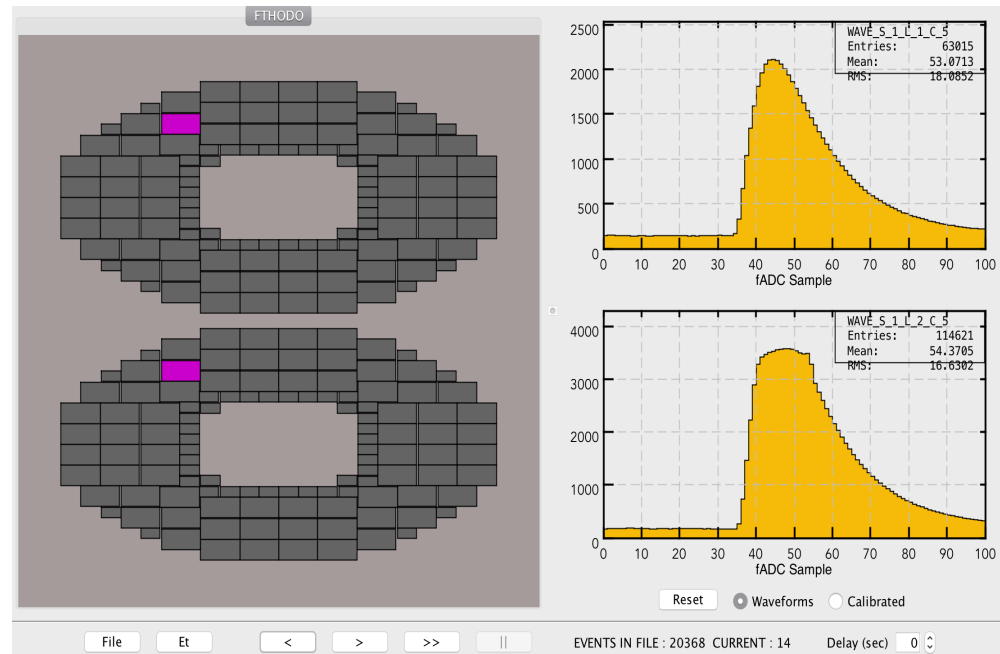 FTHODO
WAVE_S_1_L_1_C_5
Entries: 63015
Mean: 53.0713
RMS: 18.0852
2500
2000
1500
1000
500
0
0 10 20 30 40 50 60 70 80 90 100
fADC Sample
WAVE_S_1_L_2_C_5
Entries: 114621
Mean: 54.3705
RMS: 16.6302
4000
3000
2000
1000
0
0 10 20 30 40 50 60 70 80 90 100
fADC Sample
Reset Waveforms Calibrated
File Et < > >> || EVENTS IN FILE : 20368 CURRENT : 14 Delay (sec) 0